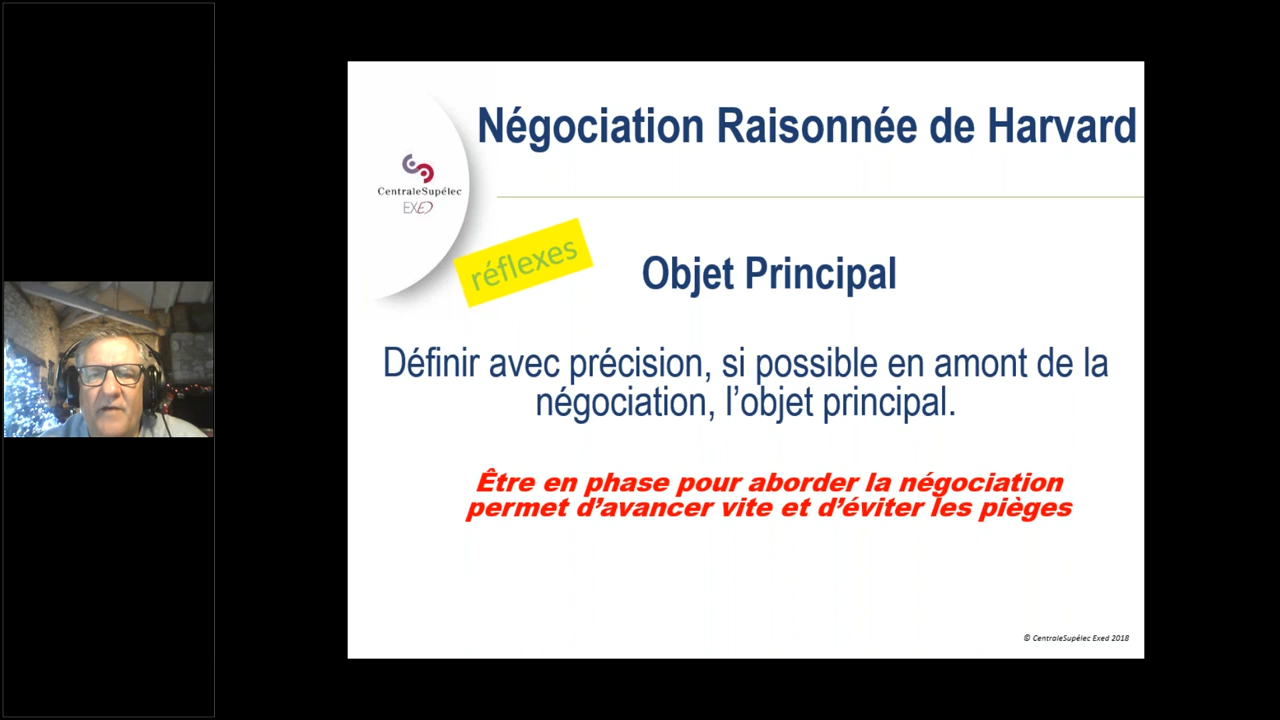 Négociation Raisonnée de Harvard
CentraleSupélec
EXED
réflexes
Objet Principal
Définir avec précision, si possible en amont de la
négociation, l’objet principal.
Être en phase pour aborder la négociation
permet d’avancer vite et d’éviter les pièges
© CentraleSupélec Exed 2018